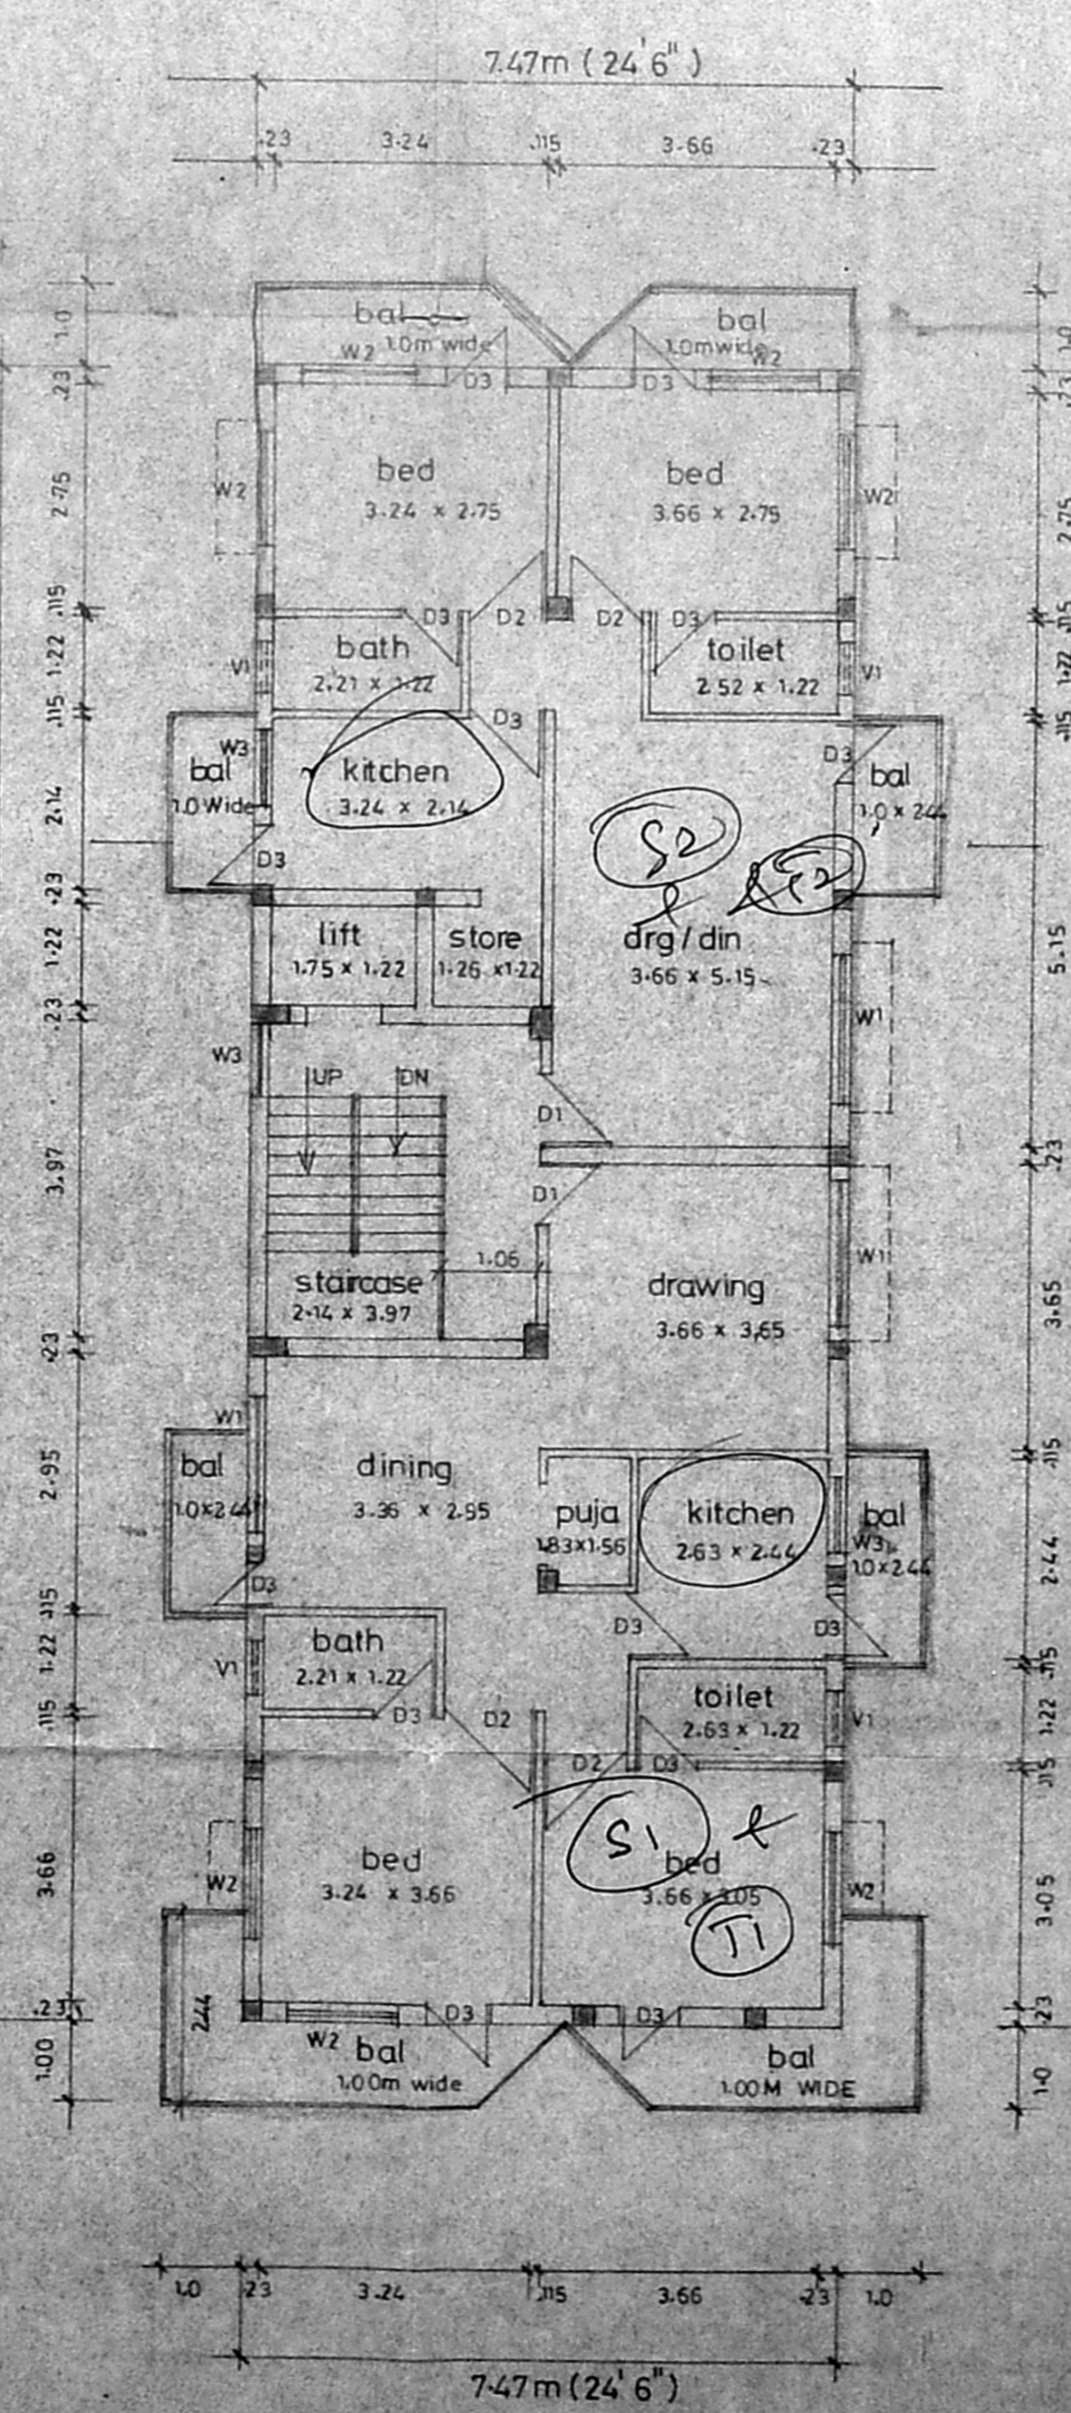 7.47m (24'6")
.23 3.24 .115 3.66 .23
1.0
bal
1.0m wide
W2
D3
bal
1.0m wide
W2
D3
1.0
.23
.23
W2
bed
3.24 x 2.75
bed
3.66 x 2.75
W2
2.75
2.75
.115
D3
D2
D2
D3
.115
1.22
V1
bath
2.21 x 1.22
toilet
2.52 x 1.22
V1
1.22
.115
D3
.115
bal
1.0 Wide
W3
kitchen
3.24 x 2.14
D3
bal
1.0 x 244
2.14
D3
S2
&
T2
.23
lift
1.75 x 1.22
store
1.26 x 1.22
drg/din
3.66 x 5.15
5.15
1.22
.23
W1
W3
UP
DN
D1
.23
3.97
D1
W1
1.06
staircase
2.14 x 3.97
drawing
3.66 x 3.65
3.65
.23
W1
.115
bal
1.0x2.44
dining
3.36 x 2.95
puja
1.83x1.56
kitchen
2.63 x 2.44
bal
W3
1.0x2.44
2.95
2.44
D3
.115
D3
D3
bath
2.21 x 1.22
1.22
V1
.115
toilet
2.63 x 1.22
V1
1.22
.115
D3
D2
D2
D3
.115
S1 &
bed
3.24 x 3.66
bed
3.66 x 3.05
T1
3.66
W2
W2
3.05
.23
244
D3
D3
.23
1.00
W2
bal
1.00m wide
bal
1.00M WIDE
1.0
1.0 .23 3.24 .115 3.66 .23 1.0
7.47m (24'6")